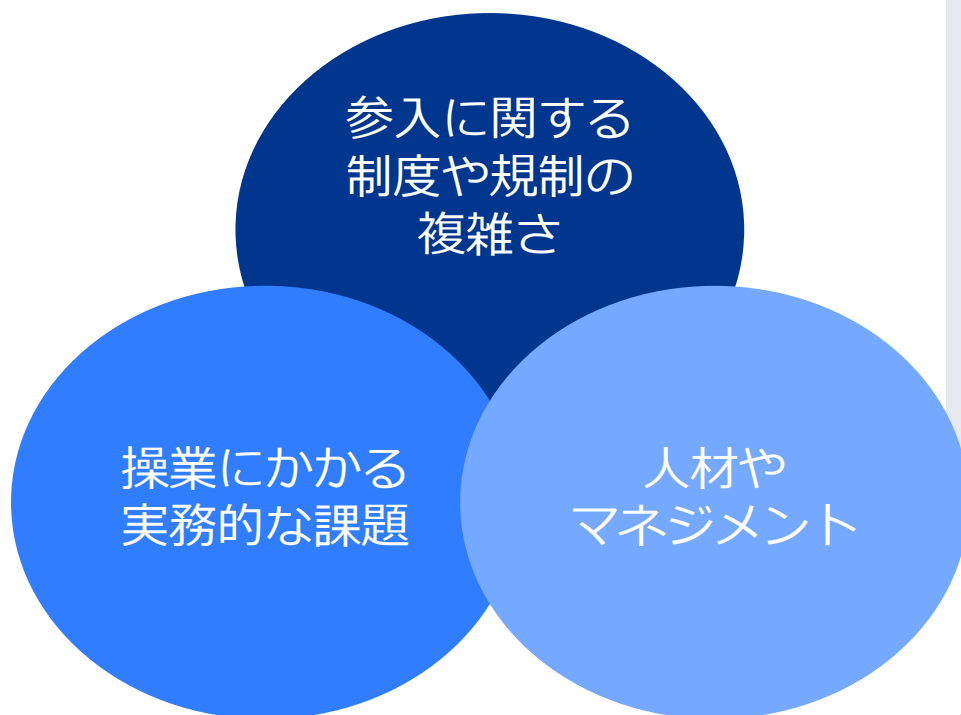 参入に関する
制度や規制の
複雑さ
操業にかかる
実務的な課題
人材や
マネジメント